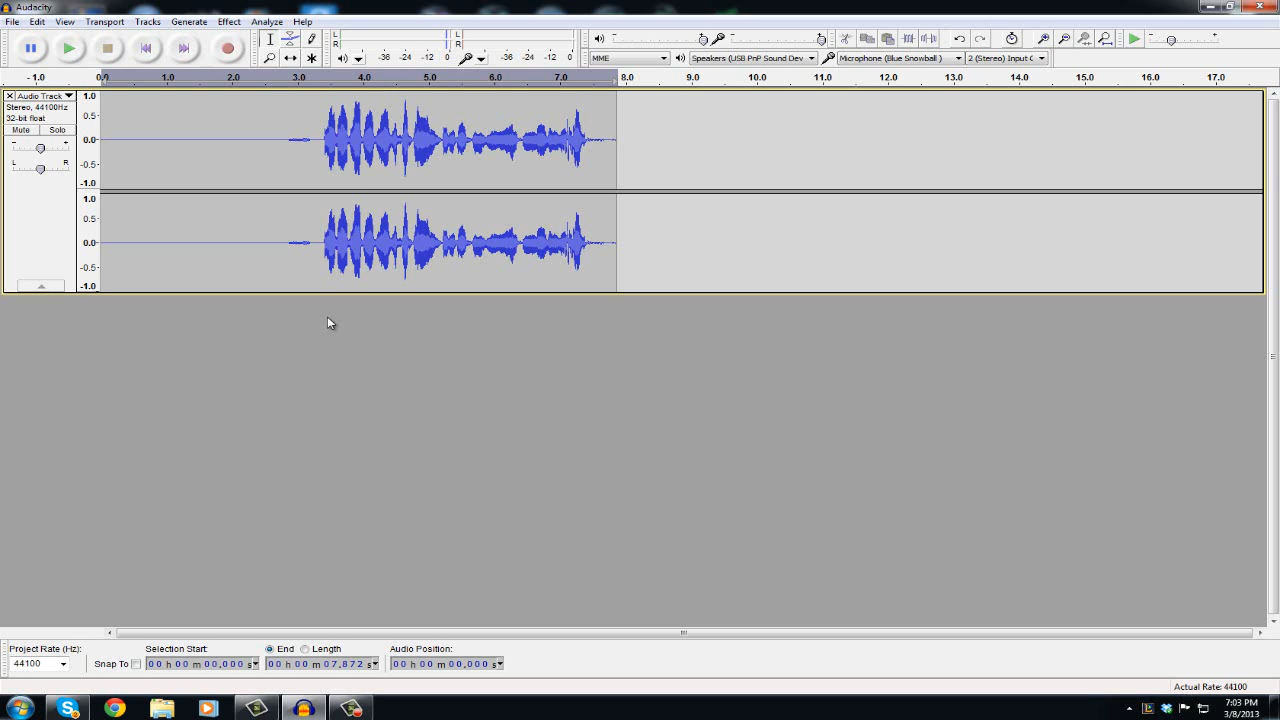 Audacity
File Edit View Transport Tracks Generate Effect Analyze Help
L R -36 -24 -12 0 L R -36 -24 -12 0
MME Speakers (USB PnP Sound Dev Microphone (Blue Snowball ) 2 (Stereo) Input C
- 1.0 0.0 1.0 2.0 3.0 4.0 5.0 6.0 7.0 8.0 9.0 10.0 11.0 12.0 13.0 14.0 15.0 16.0 17.0
Audio Track 1.0
Stereo, 44100Hz
32-bit float 0.5
Mute Solo
- + 0.0
L R -0.5
-1.0
1.0
0.5
0.0
-0.5
-1.0
Project Rate (Hz): Selection Start: End Length Audio Position:
44100 Snap To 00 h 00 m 00,000 s 00 h 00 m 07,872 s 00 h 00 m 00,000 s
Actual Rate: 44100
7:03 PM
3/8/2013